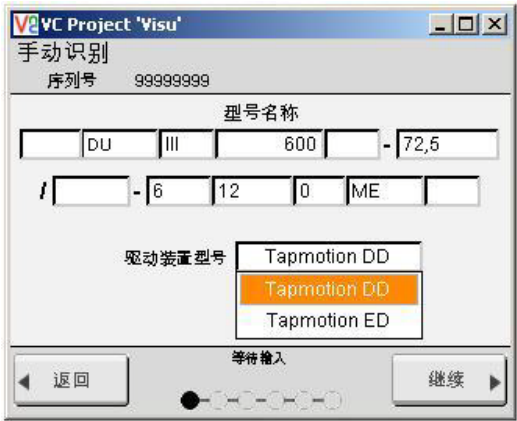 VC Project 'Visu'
手动识别
序列号 99999999
型号名称
DU III 600 - 72,5
/ - 6 12 0 ME
驱动装置型号 Tapmotion DD
Tapmotion DD
Tapmotion ED
等待输入
返回 继续